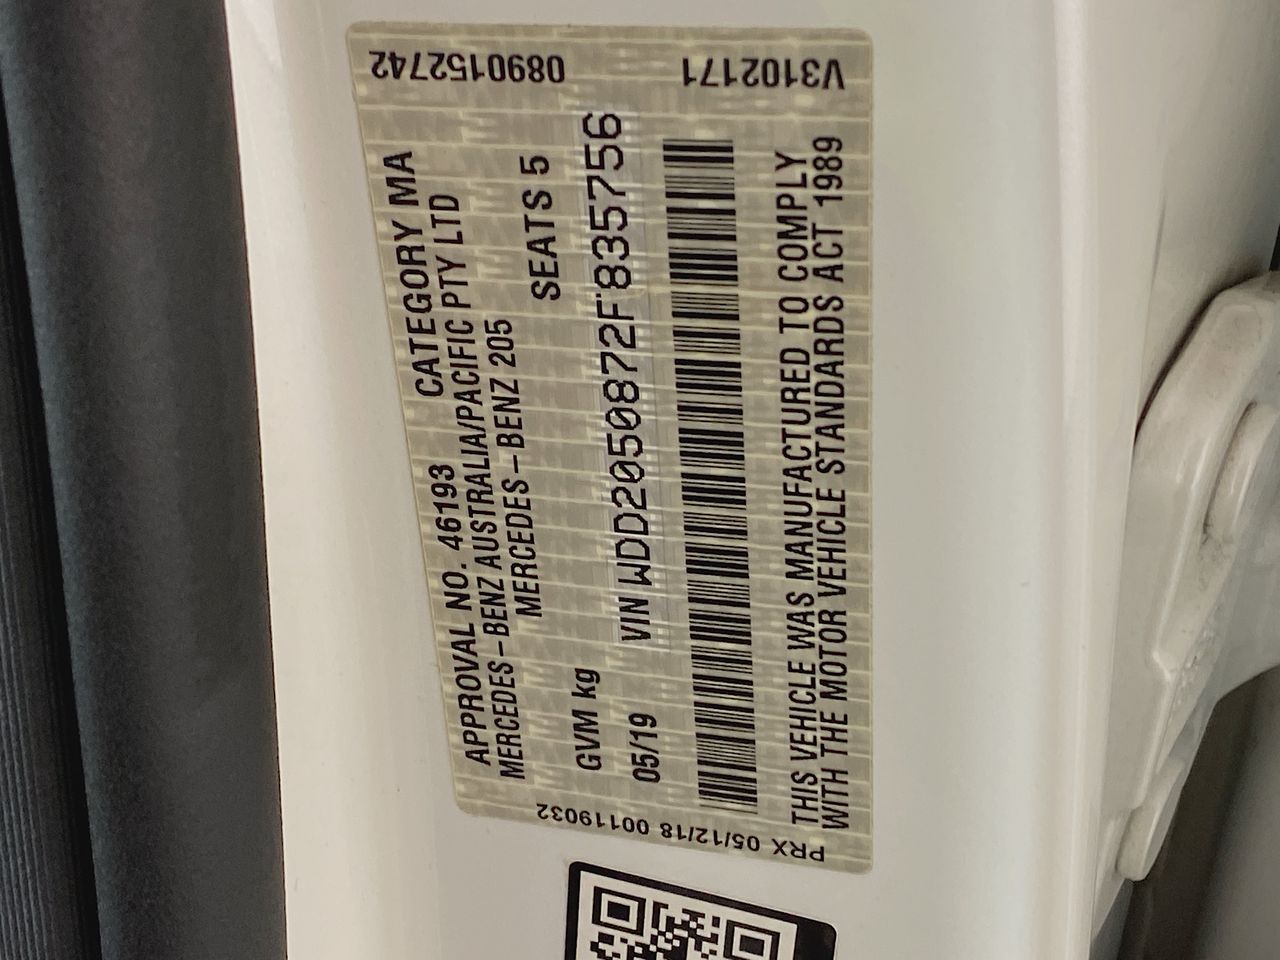 0890152742
V3102171
APPROVAL NO. 46193 CATEGORY MA
MERCEDES-BENZ AUSTRALIA/PACIFIC PTY LTD
MERCEDES-BENZ 205
GVM kg SEATS 5
05/19 VIN WDD2050872F835756
THIS VEHICLE WAS MANUFACTURED TO COMPLY
WITH THE MOTOR VEHICLE STANDARDS ACT 1989
PRX 05/12/18 00119032